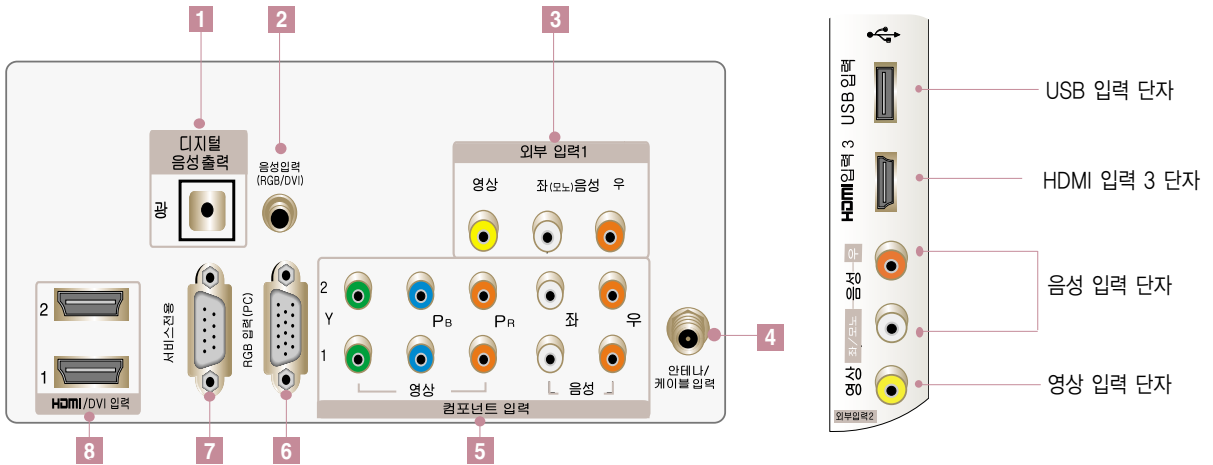 1
2
3
디지털
음성출력
광
음성입력
(RGB/DVI)
외부 입력1
영상
좌(모노)음성 우
2
1
HDMI/DVI 입력
서비스전용
RGB 입력(PC)
2
Y
PB
PR
좌
우
1
영상
음성
컴포넌트 입력
안테나/
케이블입력
4
5
6
7
8
USB 입력
HDMI입력 3
우
음성
좌/모노
영상
외부입력2
USB 입력 단자
HDMI 입력 3 단자
음성 입력 단자
영상 입력 단자